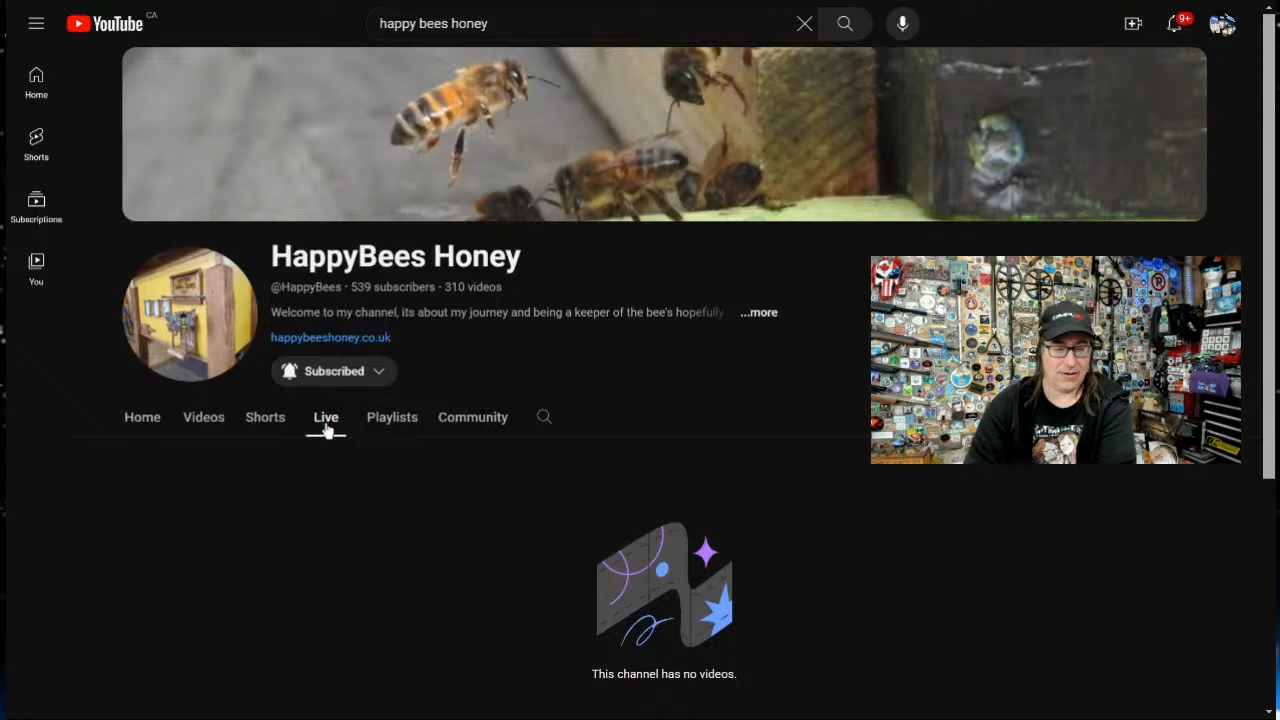 YouTube CA
happy bees honey
9+
Home
Shorts
Subscriptions
You
HappyBees Honey
@HappyBees · 539 subscribers · 310 videos
Welcome to my channel, its about my journey and being a keeper of the bee's hopefully ...more
happybeeshoney.co.uk
Subscribed
Home Videos Shorts Live Playlists Community
This channel has no videos.